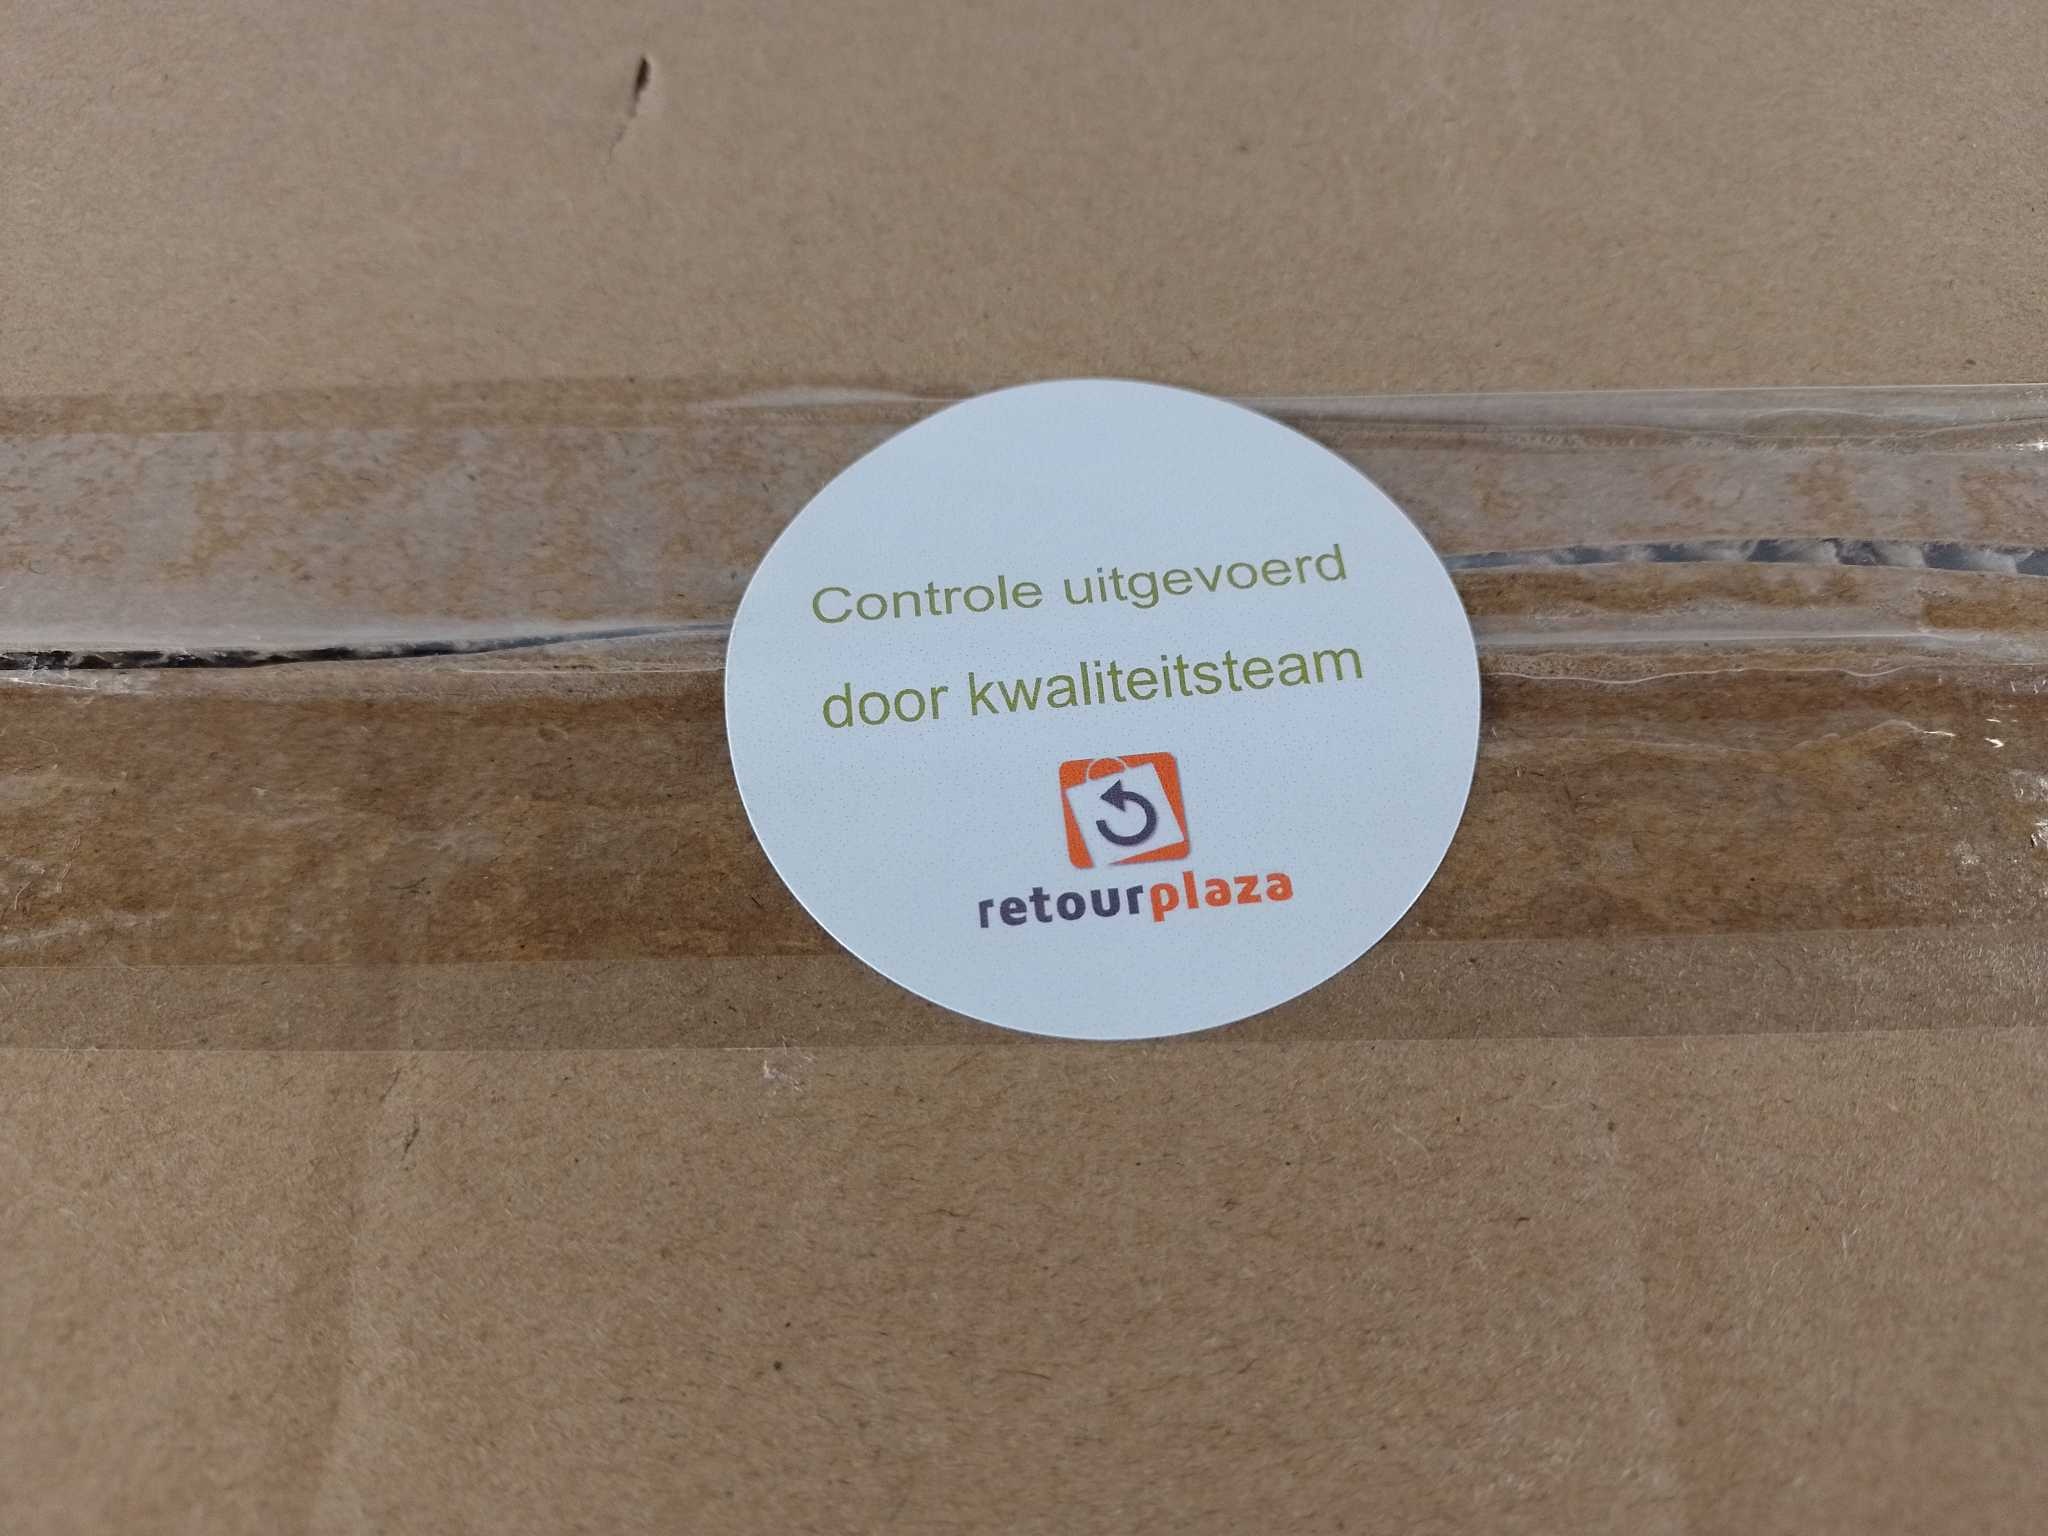 Controle uitgevoerd
door kwaliteitsteam
retourplaza